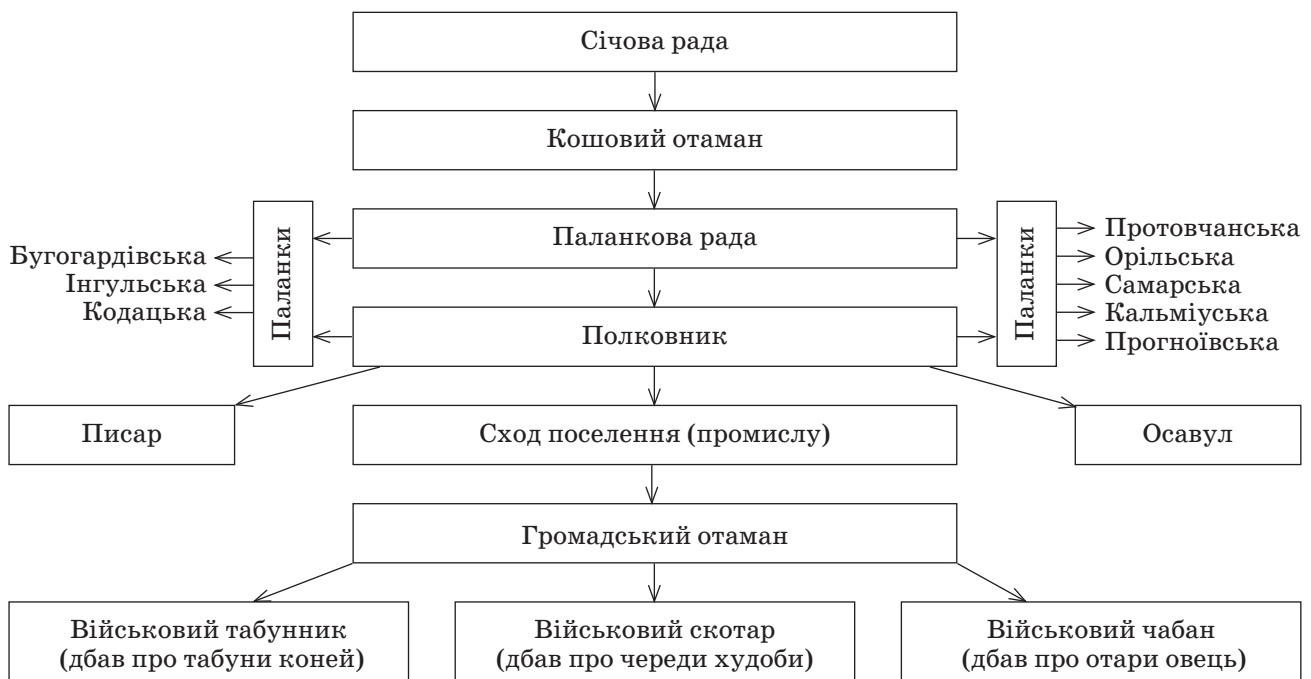 Січова рада
Кошовий отаман
Паланкова рада
Паланки
Бугогардівська
Інгульська
Кодацька
Паланки
Протовчанська
Орільська
Самарська
Кальміуська
Прогноївська
Полковник
Писар
Сход поселення (промислу)
Осавул
Громадський отаман
Військовий табунник
(дбав про табуни коней)
Військовий скотар
(дбав про череди худоби)
Військовий чабан
(дбав про отари овець)